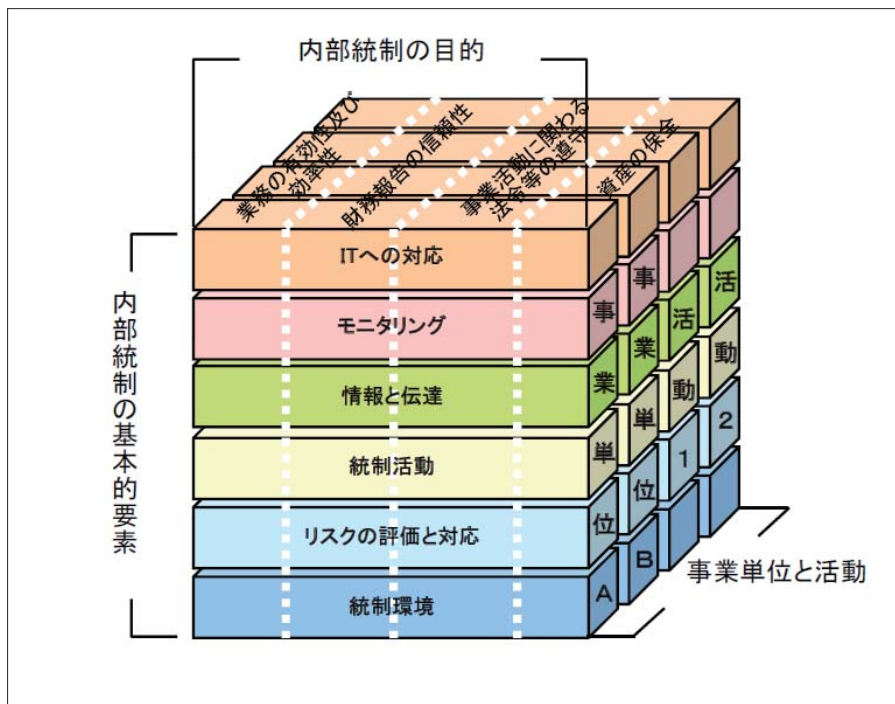 内部統制の目的
業務の有効性及び
効率性
財務報告の信頼性
事業活動に関わる
法令等の遵守
資産の保全
内部統制の基本的要素
ITへの対応
モニタリング
情報と伝達
統制活動
リスクの評価と対応
統制環境
事業単位A
事業単位B
活動1
活動2
事業単位と活動